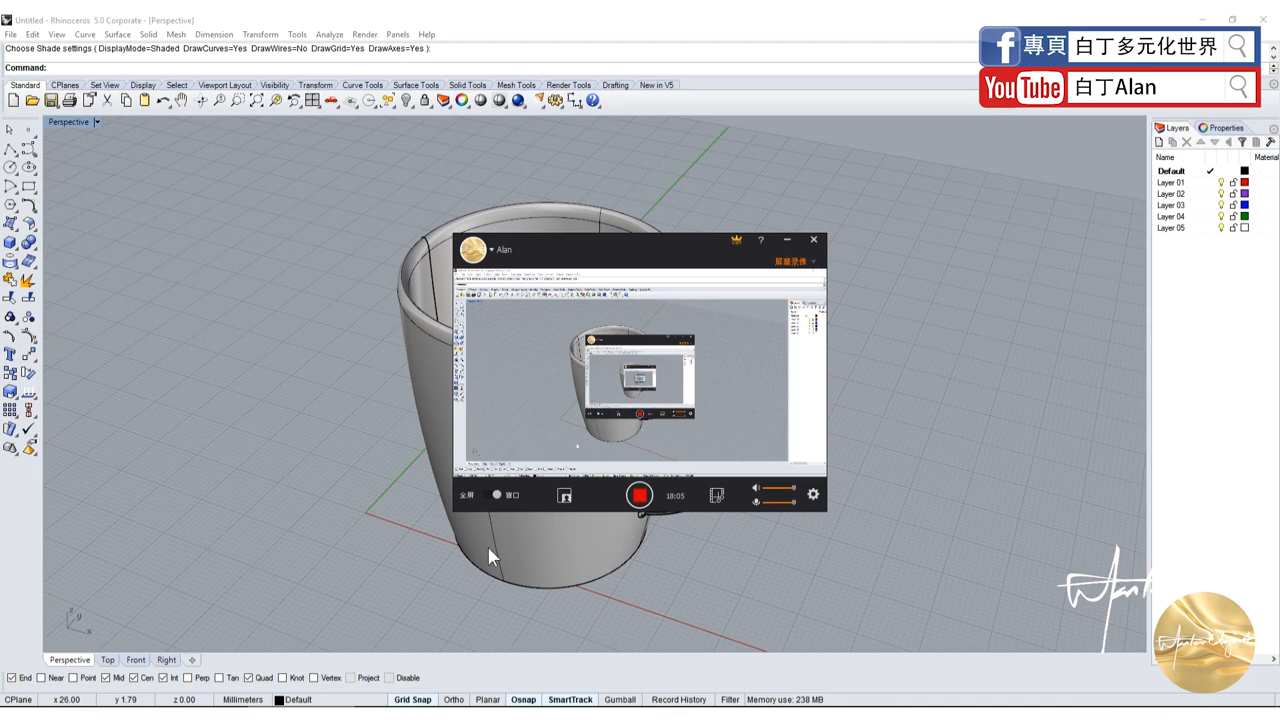 Untitled - Rhinoceros 5.0 Corporate - [Perspective]
File Edit View Curve Surface Solid Mesh Dimension Transform Tools Analyze Render Panels Help
Choose Shade settings ( DisplayMode=Shaded DrawCurves=Yes DrawWires=No DrawGrid=Yes DrawAxes=Yes ):
Command:
f 專頁 白丁多元化世界
YouTube 白丁Alan
Standard CPlanes Set View Display Select Viewport Layout Visibility Transform Curve Tools Surface Tools Solid Tools Mesh Tools Render Tools Drafting New in V5
Perspective
Layers Properties
Name Material
Default
Layer 01
Layer 02
Layer 03
Layer 04
Layer 05
Alan
屏幕录像
全屏 窗口 18:05
z y x
Perspective Top Front Right
End Near Point Mid Cen Int Perp Tan Quad Knot Vertex Project Disable
CPlane x 26.00 y 1.79 z 0.00 Millimeters Default Grid Snap Ortho Planar Osnap SmartTrack Gumball Record History Filter Memory use: 238 MB